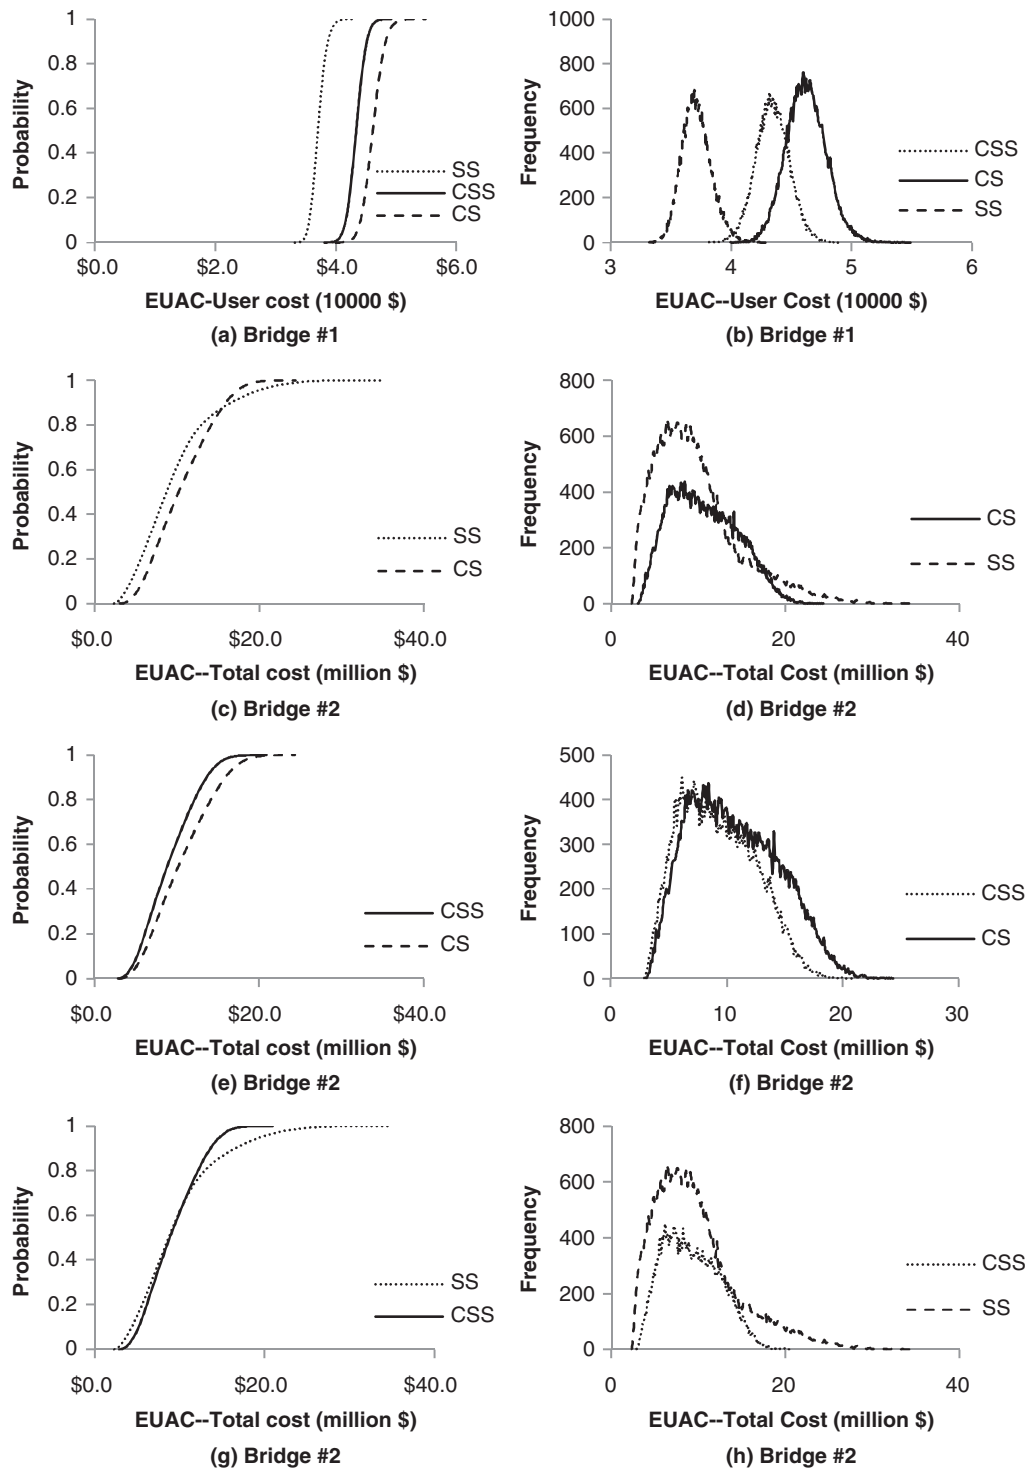 1
0.8
0.6
0.4
0.2
0
Probability
SS
CSS
CS
$0.0 $2.0 $4.0 $6.0
EUAC-User cost (10000 $)
(a) Bridge #1
1000
800
600
400
200
0
Frequency
CSS
CS
SS
3 4 5 6
EUAC--User Cost (10000 $)
(b) Bridge #1
1
0.8
0.6
0.4
0.2
0
Probability
SS
CS
$0.0 $20.0 $40.0
EUAC--Total cost (million $)
(c) Bridge #2
800
600
400
200
0
Frequency
CS
SS
0 20 40
EUAC--Total Cost (million $)
(d) Bridge #2
1
0.8
0.6
0.4
0.2
0
Probability
CSS
CS
$0.0 $20.0 $40.0
EUAC--Total cost (million $)
(e) Bridge #2
500
400
300
200
100
0
Frequency
CSS
CS
0 10 20 30
EUAC--Total Cost (million $)
(f) Bridge #2
1
0.8
0.6
0.4
0.2
0
Probability
SS
CSS
$0.0 $20.0 $40.0
EUAC--Total cost (million $)
(g) Bridge #2
800
600
400
200
0
Frequency
CSS
SS
0 20 40
EUAC--Total Cost (million $)
(h) Bridge #2